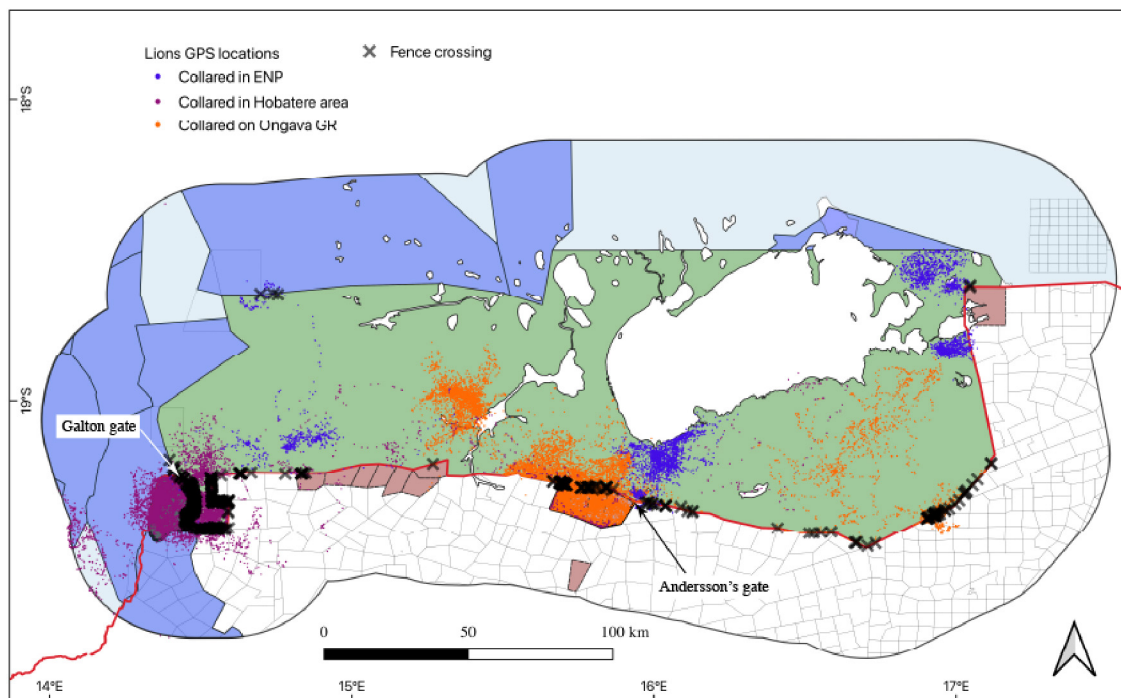 Lions GPS locations
Fence crossing
Collared in ENP
Collared in Hobatere area
Collared on Ongava GR
18°S
19°S
Galton gate
Andersson's gate
0 50 100 km
14°E 15°E 16°E 17°E